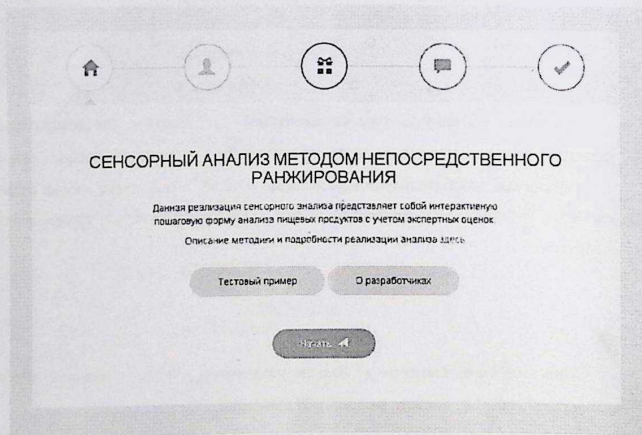 СЕНСОРНЫЙ АНАЛИЗ МЕТОДОМ НЕПОСРЕДСТВЕННОГО
РАНЖИРОВАНИЯ
Данная реализация сенсорного анализа представляет собой интерактивную
пошаговую форму анализа пищевых продуктов с учетом экспертных оценок
Описание методики и подробности реализации анализа здесь
Тестовый пример
О разработчиках
Начать